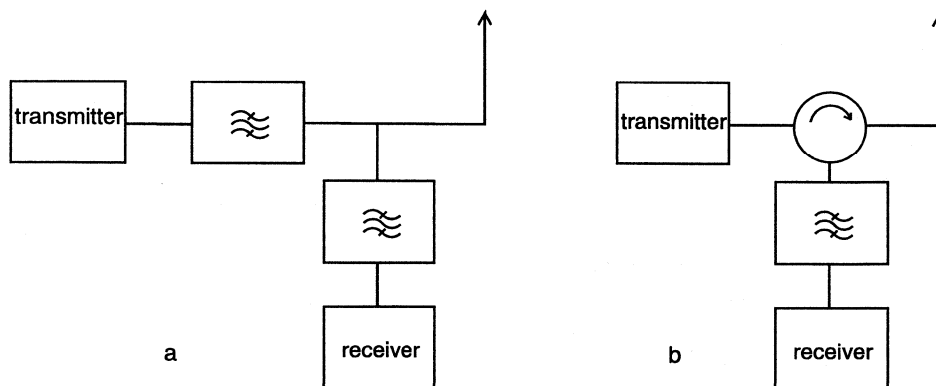 transmitter
receiver
a
transmitter
receiver
b